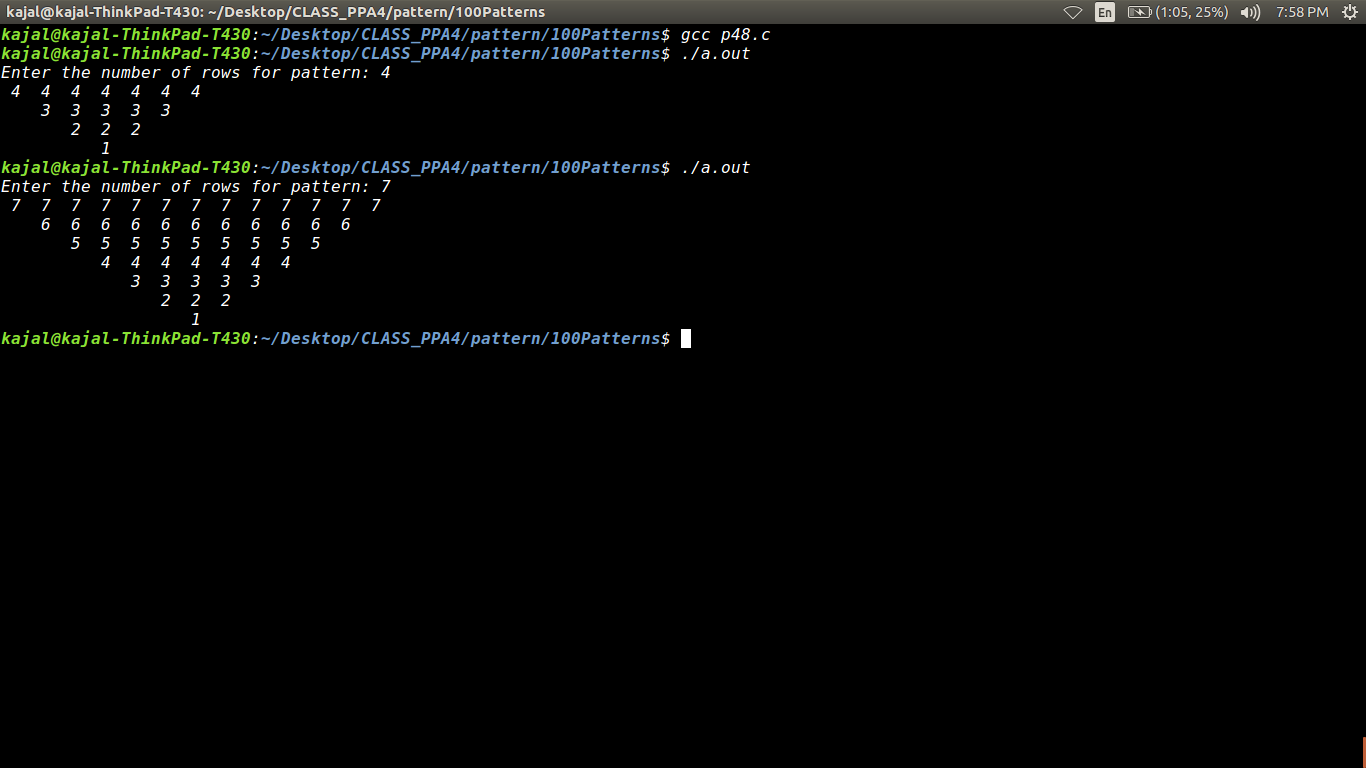 kajal@kajal-ThinkPad-T430: ~/Desktop/CLASS_PPA4/pattern/100Patterns En (1:05, 25%) 7:58 PM
kajal@kajal-ThinkPad-T430:~/Desktop/CLASS_PPA4/pattern/100Patterns$ gcc p48.c
kajal@kajal-ThinkPad-T430:~/Desktop/CLASS_PPA4/pattern/100Patterns$ ./a.out
Enter the number of rows for pattern: 4
 4  4  4  4  4  4  4
    3  3  3  3  3
       2  2  2
          1
kajal@kajal-ThinkPad-T430:~/Desktop/CLASS_PPA4/pattern/100Patterns$ ./a.out
Enter the number of rows for pattern: 7
 7  7  7  7  7  7  7  7  7  7  7  7  7
    6  6  6  6  6  6  6  6  6  6  6
       5  5  5  5  5  5  5  5  5
          4  4  4  4  4  4  4
             3  3  3  3  3
                2  2  2
                   1
kajal@kajal-ThinkPad-T430:~/Desktop/CLASS_PPA4/pattern/100Patterns$